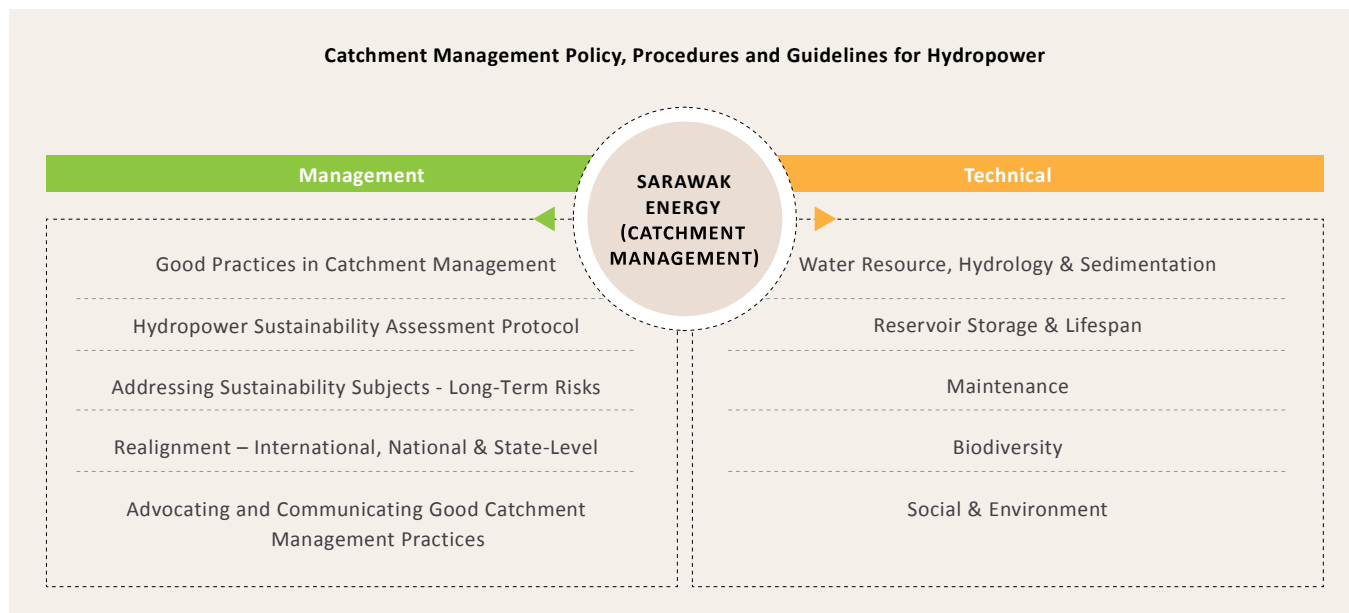 Catchment Management Policy, Procedures and Guidelines for Hydropower
SARAWAK
ENERGY
(CATCHMENT
MANAGEMENT)
Management
Good Practices in Catchment Management
Hydropower Sustainability Assessment Protocol
Addressing Sustainability Subjects - Long-Term Risks
Realignment – International, National & State-Level
Advocating and Communicating Good Catchment
Management Practices
Technical
Water Resource, Hydrology & Sedimentation
Reservoir Storage & Lifespan
Maintenance
Biodiversity
Social & Environment